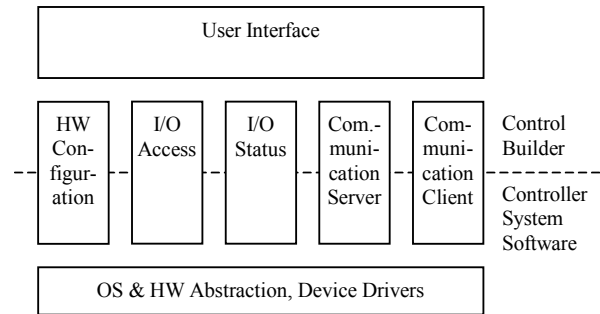 User Interface
HW
Con-
figur-
ation
I/O
Access
I/O
Status
Com.-
muni-
cation
Server
Com-
muni-
cation
Client
Control
Builder
Controller
System
Software
OS & HW Abstraction, Device Drivers